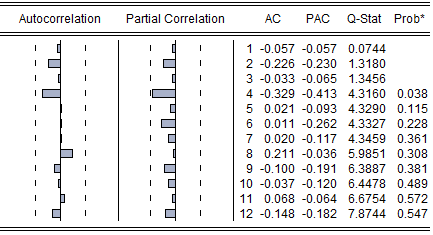 Autocorrelation Partial Correlation AC PAC Q-Stat Prob*
1 -0.057 -0.057 0.0744
2 -0.226 -0.230 1.3180
3 -0.033 -0.065 1.3456
4 -0.329 -0.413 4.3160 0.038
5 0.021 -0.093 4.3290 0.115
6 0.011 -0.262 4.3327 0.228
7 0.020 -0.117 4.3459 0.361
8 0.211 -0.036 5.9851 0.308
9 -0.100 -0.191 6.3887 0.381
10 -0.037 -0.120 6.4478 0.489
11 0.068 -0.064 6.6754 0.572
12 -0.148 -0.182 7.8744 0.547